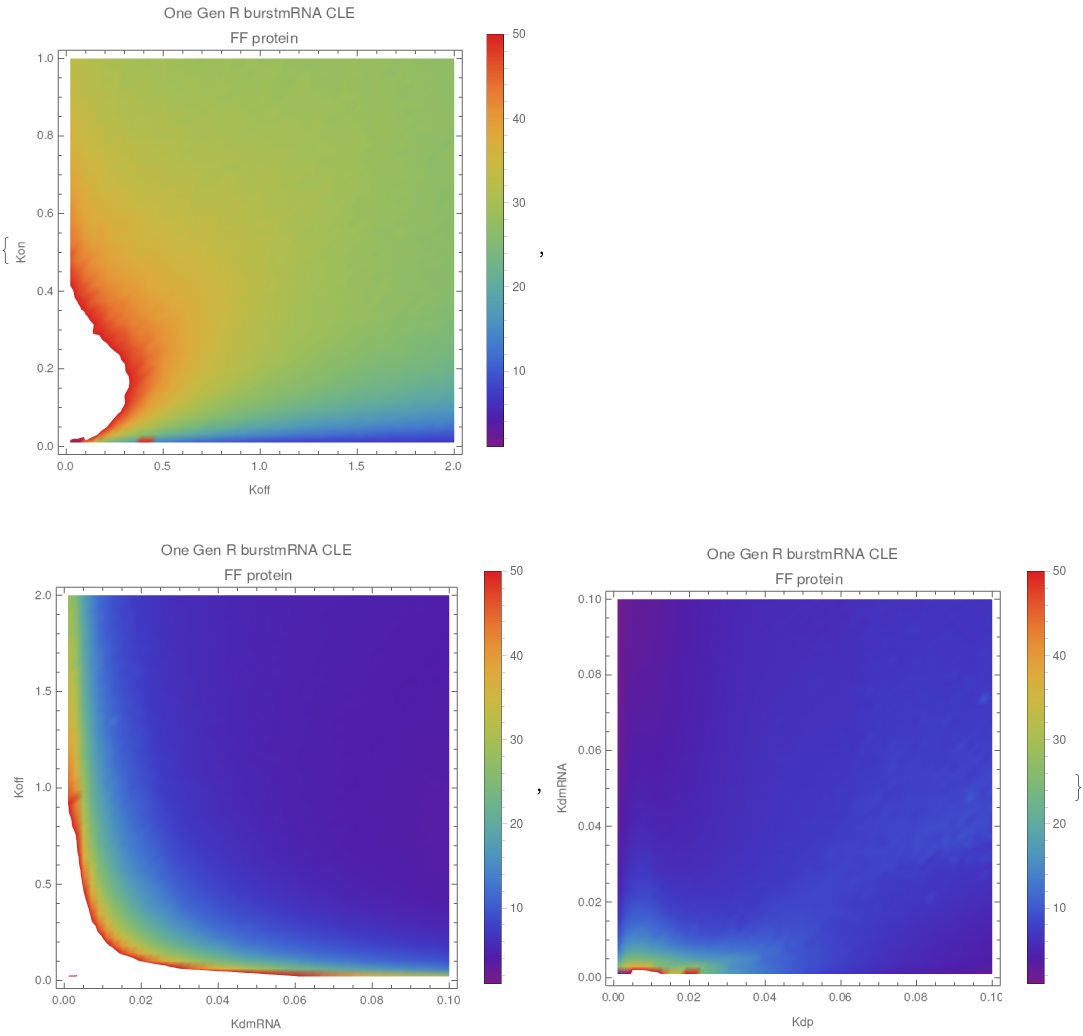 One Gen R burstmRNA CLE
FF protein
1.0
0.8
0.6
0.4
0.2
0.0
Kon
0.0 0.5 1.0 1.5 2.0
Koff
50
40
30
20
10
{
,
One Gen R burstmRNA CLE
FF protein
2.0
1.5
1.0
0.5
0.0
Koff
0.00 0.02 0.04 0.06 0.08 0.10
KdmRNA
50
40
30
20
10
,
One Gen R burstmRNA CLE
FF protein
0.10
0.08
0.06
0.04
0.02
0.00
KdmRNA
0.00 0.02 0.04 0.06 0.08 0.10
Kdp
50
40
30
20
10
}